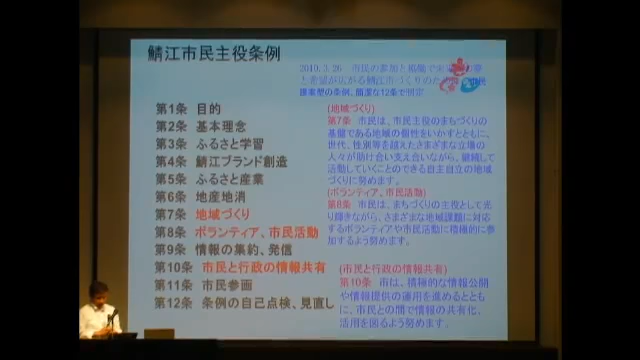 鯖江市民主役条例
2010.3.26 市民の参加と協働で
と希望が広がる鯖江市づくりのため
提案型の条例、簡潔な12条で制定
第1条 目的
第2条 基本理念
第3条 ふるさと学習
第4条 鯖江ブランド創造
第5条 ふるさと産業
第6条 地産地消
第7条 地域づくり
第8条 ボランティア、市民活動
第9条 情報の集約、発信
第10条 市民と行政の情報共有
第11条 市民参画
第12条 条例の自己点検、見直し
(地域づくり)
第7条 市民は、市民主役のまちづくりの
基盤である地域の個性をいかすとともに、
世代、性別等を越えたさまざまな立場の
人々が助け合い支え合いながら、継続して
活動していくことのできる自主自立の地域
づくりに努めます。
(ボランティア、市民活動)
第8条 市民は、まちづくりの主役として光
り輝きながら、さまざまな地域課題に対応
するボランティアや市民活動に積極的に参
加するよう努めます。
(市民と行政の情報共有)
第10条 市は、積極的な情報公開
や情報提供の運用を進めるととも
に、市民との間で情報の共有化、
活用を図るよう努めます。